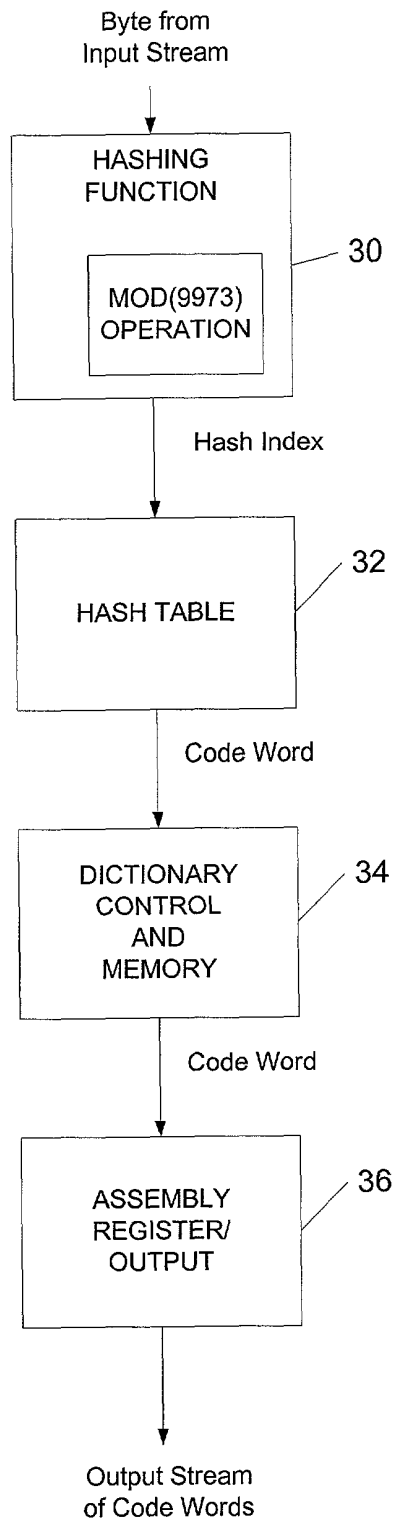 Byte from
Input Stream
HASHING
FUNCTION
30
MOD(9973)
OPERATION
Hash Index
32
HASH TABLE
Code Word
34
DICTIONARY
CONTROL
AND
MEMORY
Code Word
36
ASSEMBLY
REGISTER/
OUTPUT
Output Stream
of Code Words